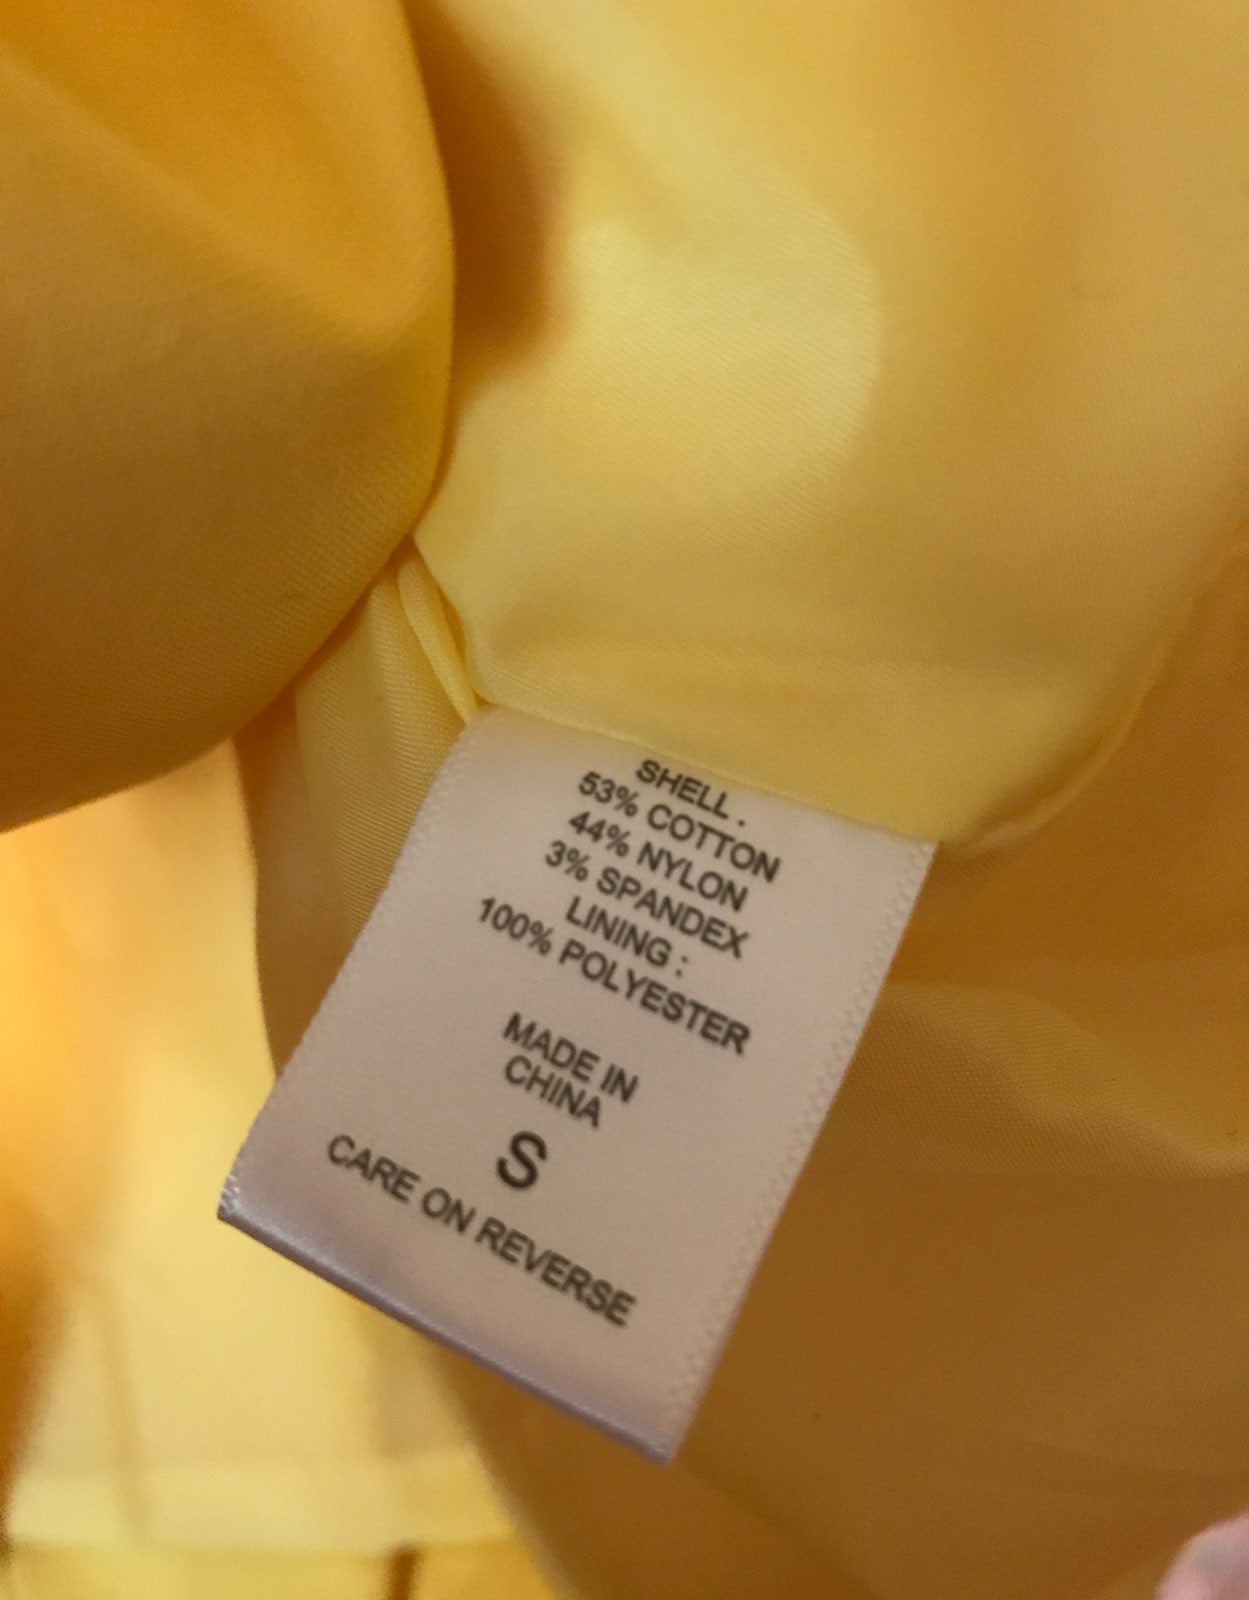 SHELL .
53% COTTON
44% NYLON
3% SPANDEX
LINING :
100% POLYESTER
MADE IN
CHINA
S
CARE ON REVERSE